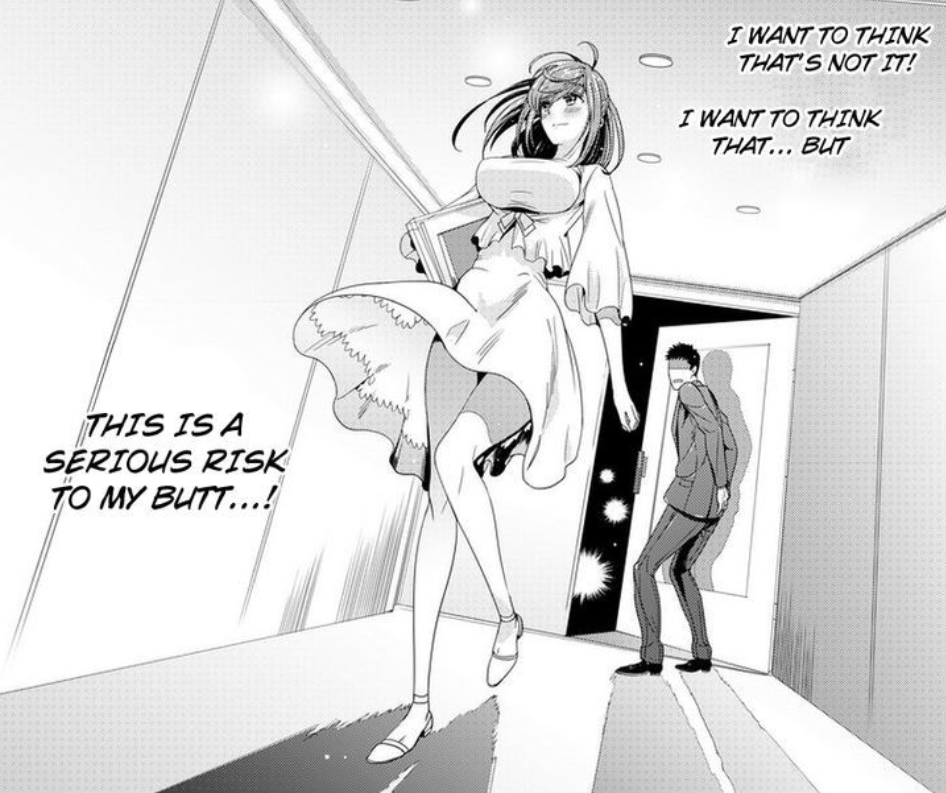 I WANT TO THINK
THAT'S NOT IT!
I WANT TO THINK
THAT... BUT
THIS IS A
SERIOUS RISK
TO MY BUTT...!